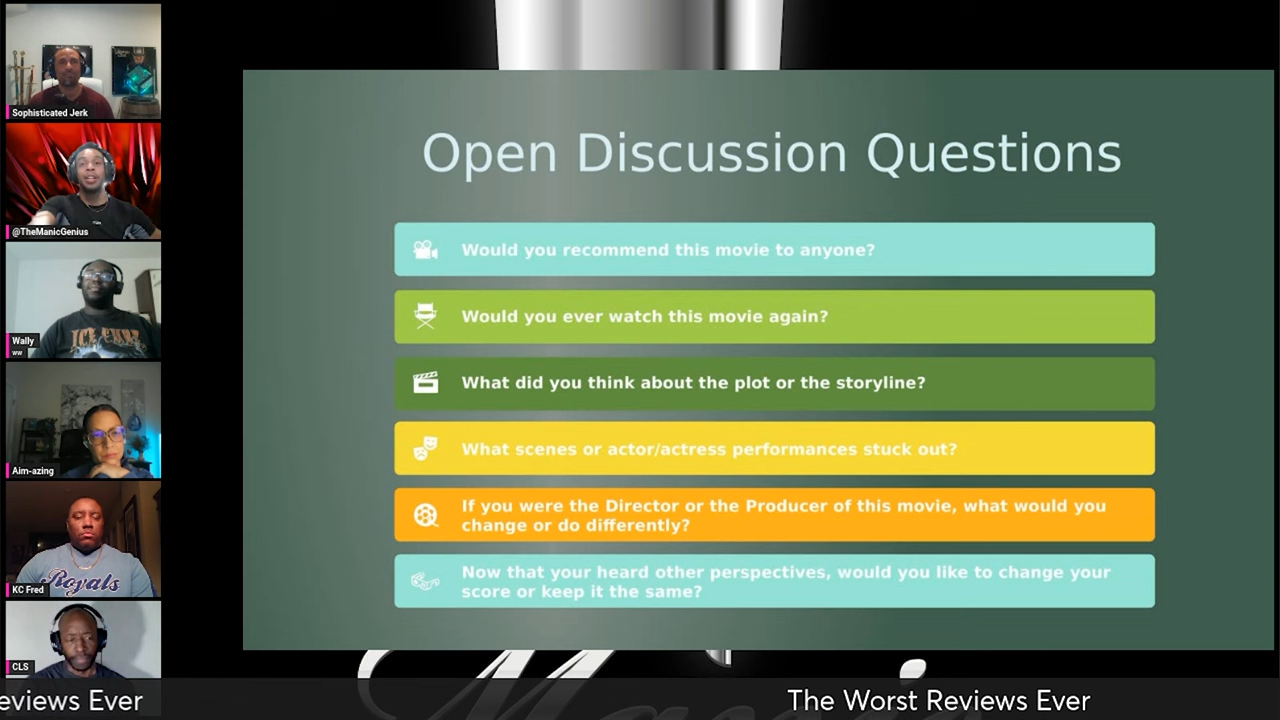 Sophisticated Jerk
@TheManicGenius
Wally
ww
Aim-azing
KC Fred
Royals
CLS
Open Discussion Questions
Would you recommend this movie to anyone?
Would you ever watch this movie again?
What did you think about the plot or the storyline?
What scenes or actor/actress performances stuck out?
If you were the Director or the Producer of this movie, what would you
change or do differently?
Now that your heard other perspectives, would you like to change your
score or keep it the same?
eviews Ever
The Worst Reviews Ever